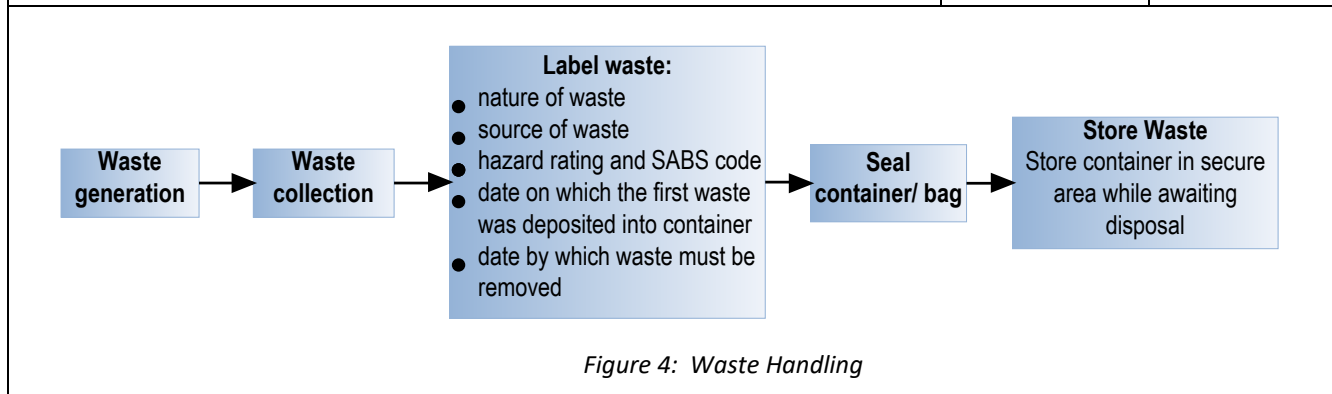 Waste
generation
Waste
collection
Label waste:
● nature of waste
● source of waste
● hazard rating and SABS code
● date on which the first waste
was deposited into container
● date by which waste must be
removed
Seal
container/ bag
Store Waste
Store container in secure
area while awaiting
disposal
Figure 4:  Waste Handling